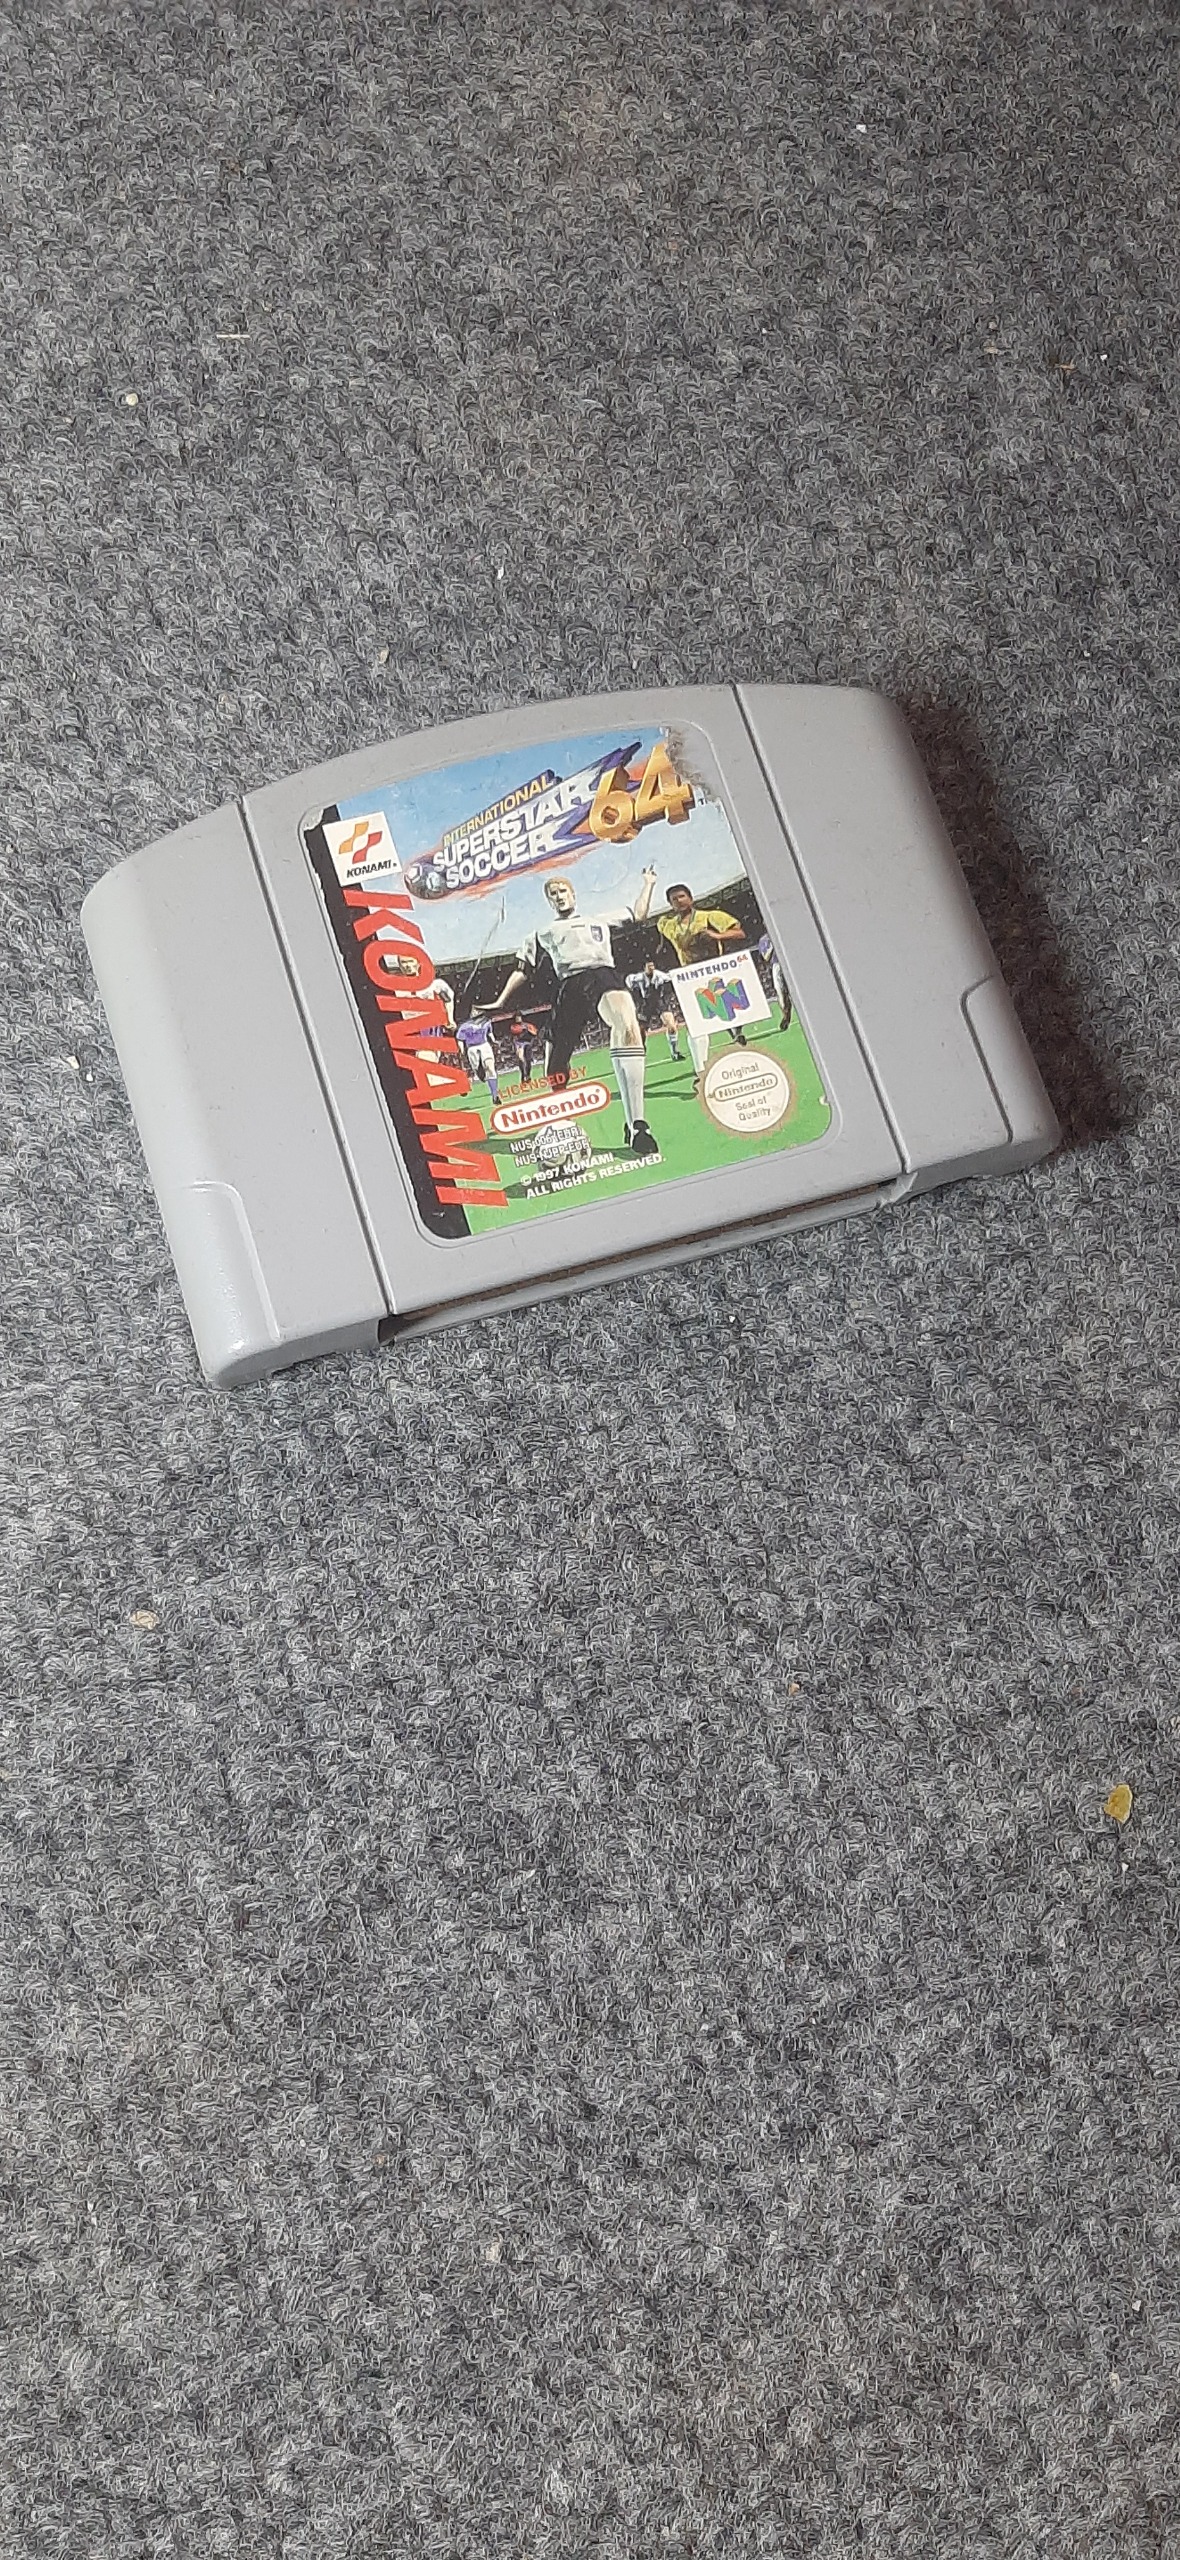 INTERNATIONAL
SUPERSTAR
SOCCER 64
KONAMI®
KONAMI
NINTENDO64
LICENSED BY
Nintendo®
Original
Nintendo
Seal of
Quality
© 1997 KONAMI
ALL RIGHTS RESERVED.